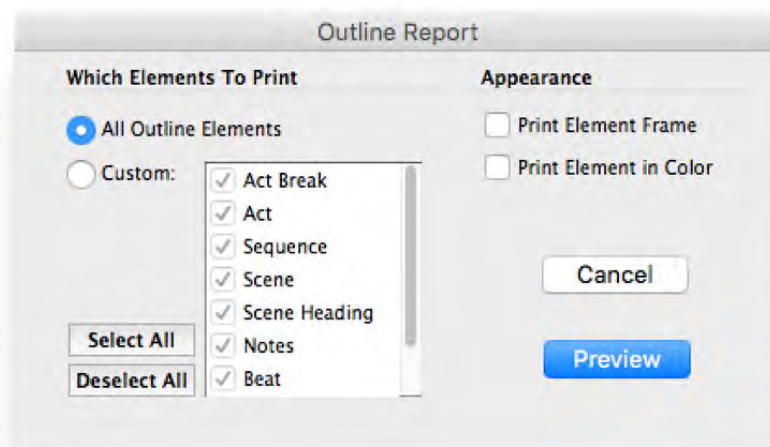 Outline Report
Which Elements To Print
All Outline Elements
Custom:
Act Break
Act
Sequence
Scene
Scene Heading
Notes
Beat
Select All
Deselect All
Appearance
Print Element Frame
Print Element in Color
Cancel
Preview